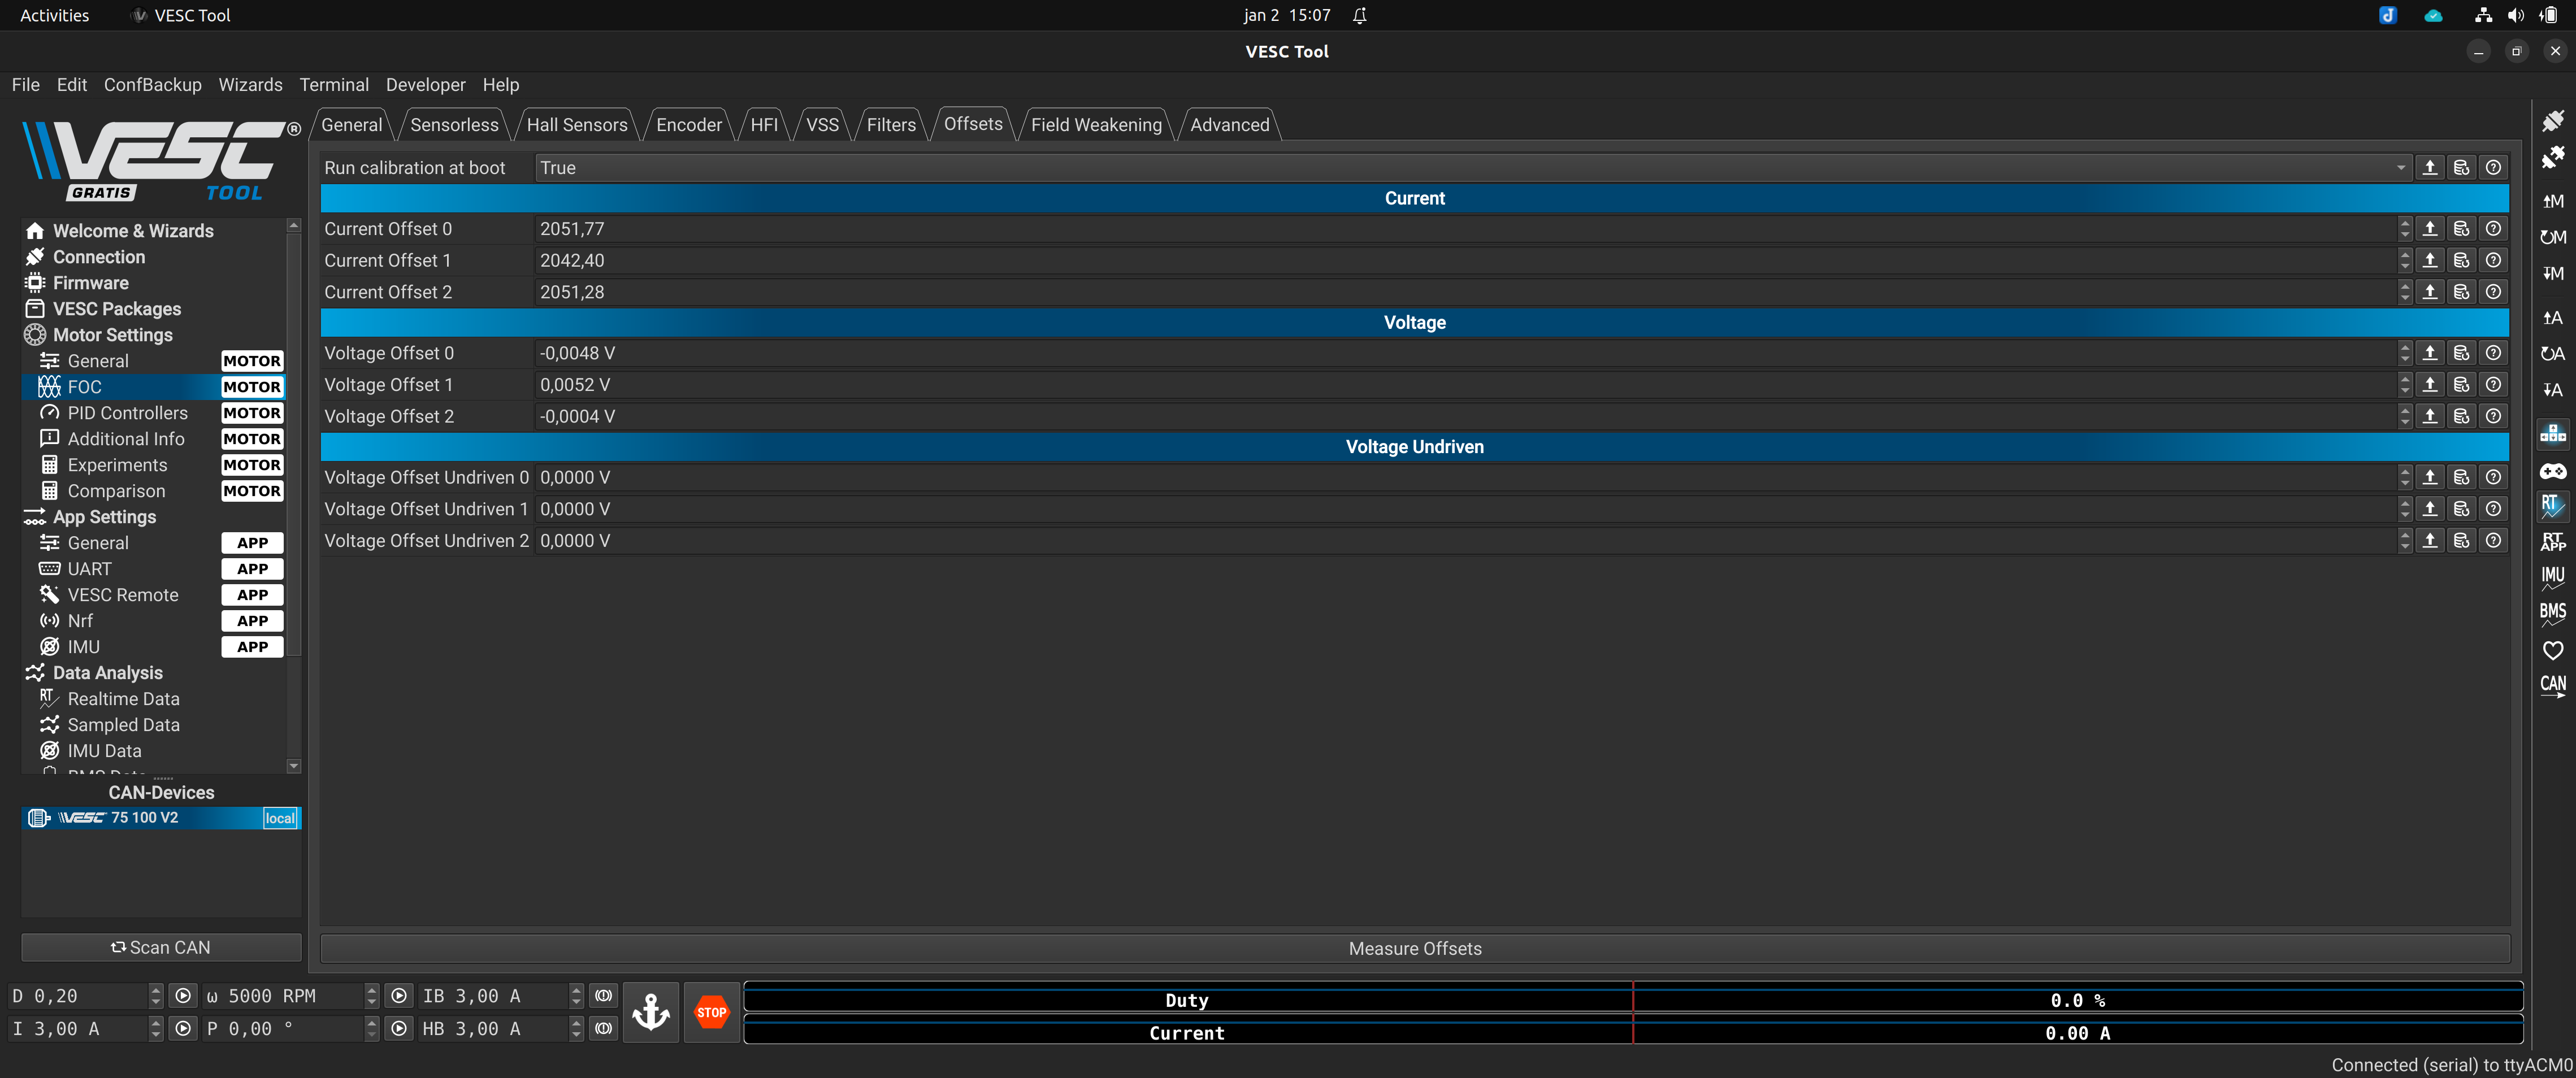 Activities VESC Tool jan 2 15:07
VESC Tool
File Edit ConfBackup Wizards Terminal Developer Help
VESC® GRATIS TOOL
General Sensorless Hall Sensors Encoder HFI VSS Filters Offsets Field Weakening Advanced
Welcome & Wizards
Connection
Firmware
VESC Packages
Motor Settings
General MOTOR
FOC MOTOR
PID Controllers MOTOR
Additional Info MOTOR
Experiments MOTOR
Comparison MOTOR
App Settings
General APP
UART APP
VESC Remote APP
Nrf APP
IMU APP
Data Analysis
RT Realtime Data
Sampled Data
IMU Data
BMS Data
CAN-Devices
VESC 75 100 V2 local
Scan CAN
Run calibration at boot True
Current
Current Offset 0 2051,77
Current Offset 1 2042,40
Current Offset 2 2051,28
Voltage
Voltage Offset 0 -0,0048 V
Voltage Offset 1 0,0052 V
Voltage Offset 2 -0,0004 V
Voltage Undriven
Voltage Offset Undriven 0 0,0000 V
Voltage Offset Undriven 1 0,0000 V
Voltage Offset Undriven 2 0,0000 V
Measure Offsets
M
M
M
A
A
A
RT
RT APP
IMU
BMS
CAN
D 0,20 ω 5000 RPM IB 3,00 A
I 3,00 A P 0,00 ° HB 3,00 A
STOP
Duty 0.0 %
Current 0.00 A
Connected (serial) to ttyACM0